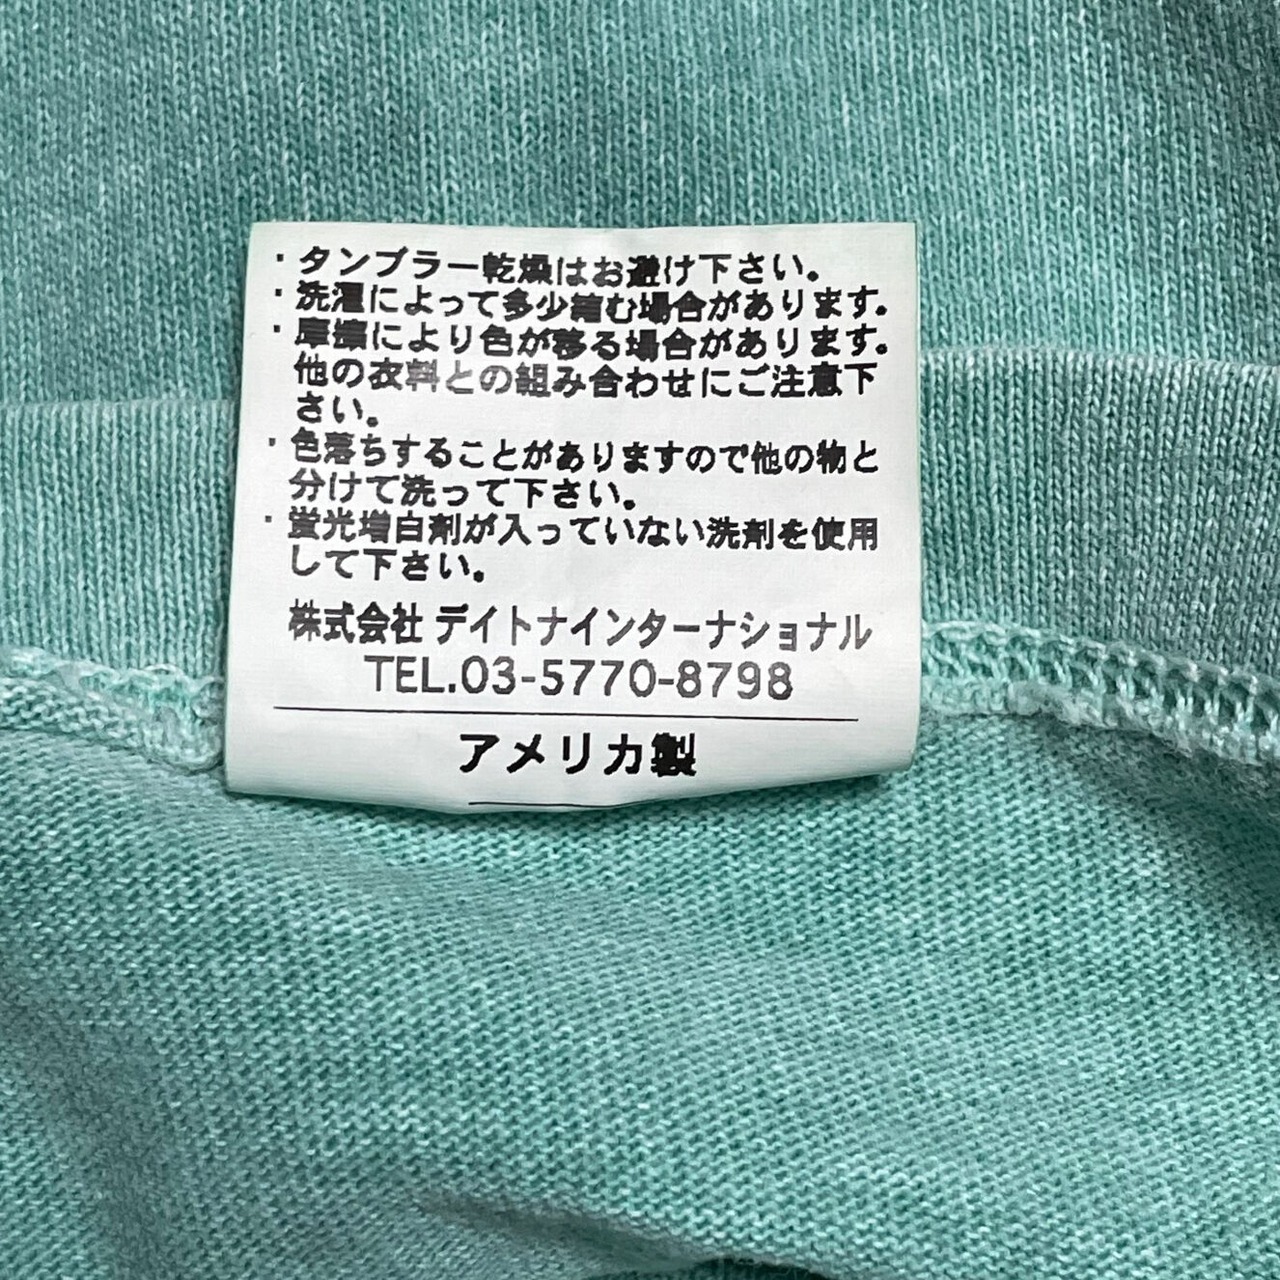 ・タンブラー乾燥はお避け下さい。
・洗濯によって多少縮む場合があります。
・摩擦により色が移る場合があります。
他の衣料との組み合わせにご注意下
さい。
・色落ちすることがありますので他の物と
分けて洗って下さい。
・蛍光増白剤が入っていない洗剤を使用
して下さい。
株式会社 デイトナインターナショナル
TEL.03-5770-8798
アメリカ製